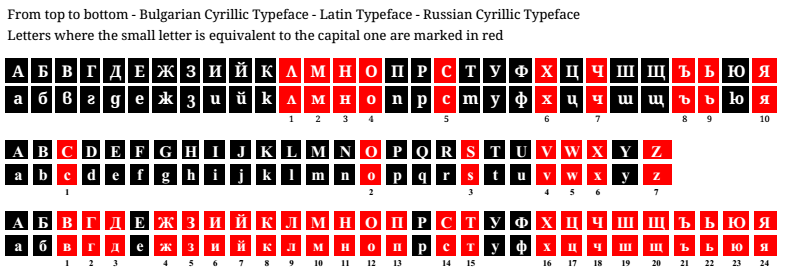 From top to bottom - Bulgarian Cyrillic Typeface - Latin Typeface - Russian Cyrillic Typeface
Letters where the small letter is equivalent to the capital one are marked in red
А Б В Г Д Е Ж З И Й К Л М Н О П Р С Т У Ф Х Ц Ч Ш Щ Ъ Ь Ю Я
а б в г д е ж з и й к л м н о п р с т у ф х ц ч ш щ ъ ь ю я
1 2 3 4 5 6 7 8 9 10
A B C D E F G H I J K L M N O P Q R S T U V W X Y Z
a b c d e f g h i j k l m n o p q r s t u v w x y z
1 2 3 4 5 6 7
А Б В Г Д Е Ж З И Й К Л М Н О П Р С Т У Ф Х Ц Ч Ш Щ Ъ Ь Ю Я
а б в г д е ж з и й к л м н о п р с т у ф х ц ч ш щ ъ ь ю я
1 2 3 4 5 6 7 8 9 10 11 12 13 14 15 16 17 18 19 20 21 22 23 24